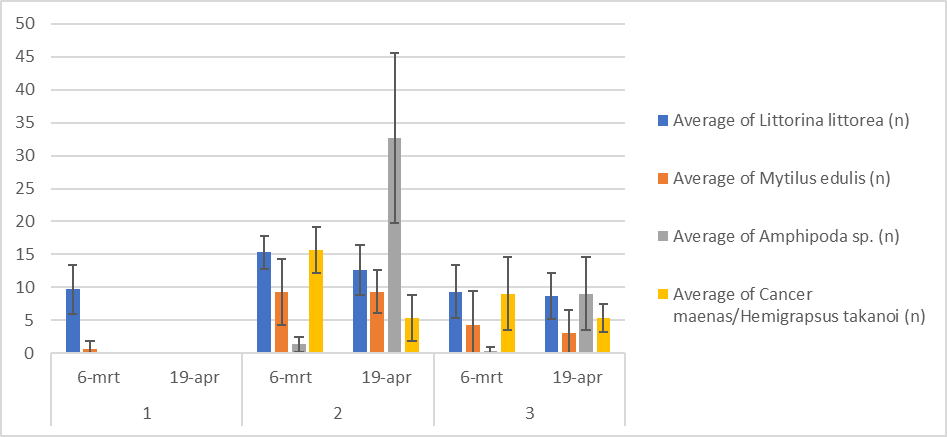 50
45
40
35
30
25
20
15
10
5
0
6-mrt 19-apr 6-mrt 19-apr 6-mrt 19-apr
1 2 3
Average of Littorina littorea (n)
Average of Mytilus edulis (n)
Average of Amphipoda sp. (n)
Average of Cancer
maenas/Hemigrapsus takanoi (n)